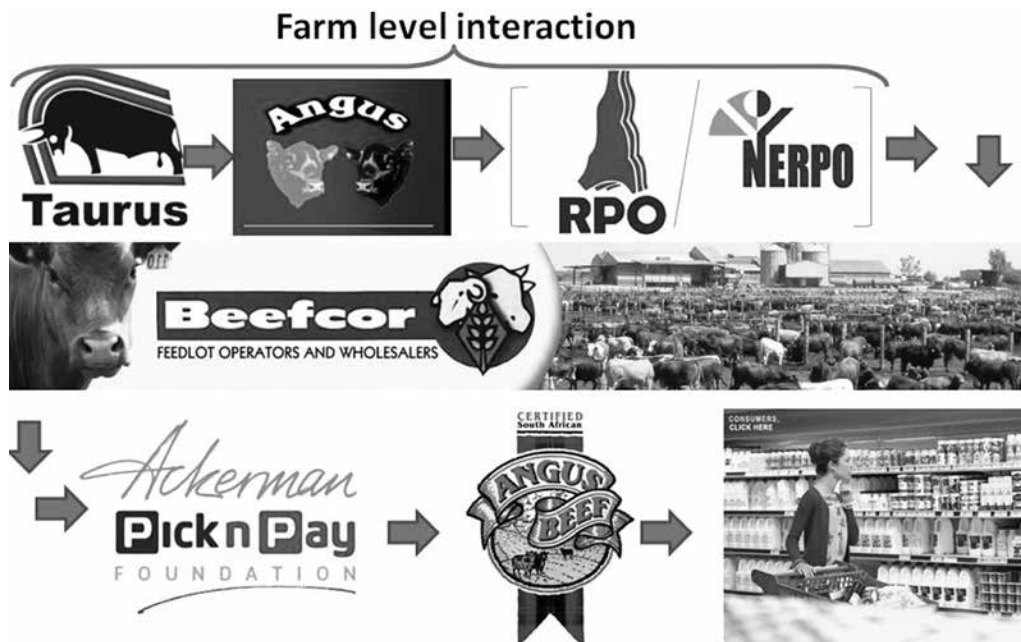 Farm level interaction
Taurus
Angus
RPO
NERPO
Beefcor
FEEDLOT OPERATORS AND WHOLESALERS
Ackerman
Pick n Pay
FOUNDATION
CERTIFIED
South African
ANGUS
BEEF
CONSUMERS,
CLICK HERE